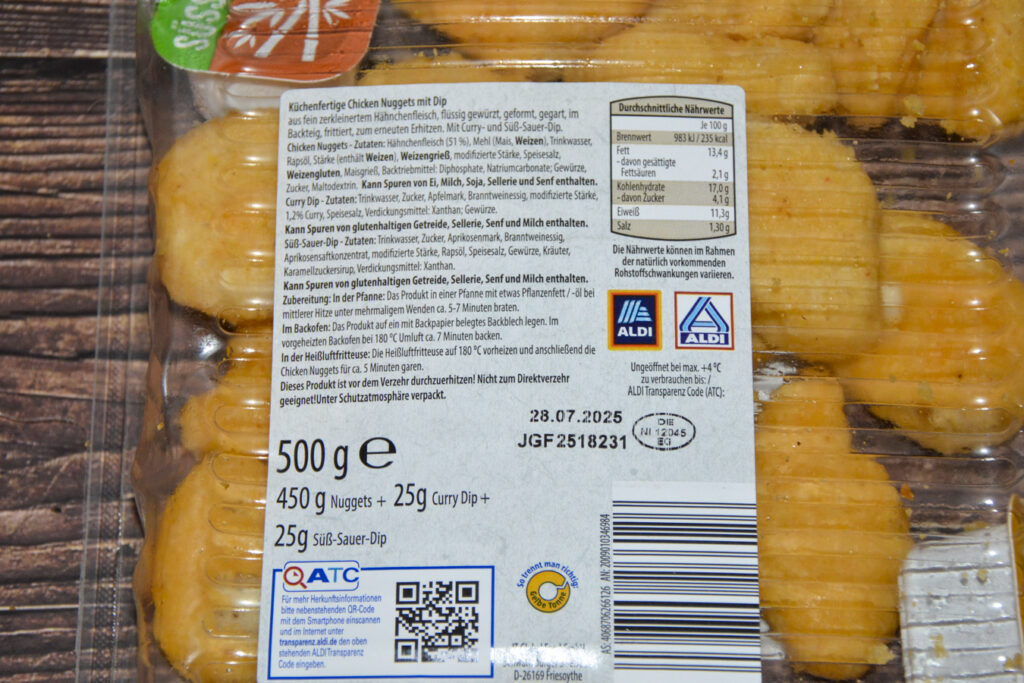 süss
Küchenfertige Chicken Nuggets mit Dip
aus fein zerkleinertem Hähnchenfleisch, flüssig gewürzt, geformt, gegart, im
Backteig, frittiert, zum erneuten Erhitzen. Mit Curry- und Süß-Sauer-Dip.
Chicken Nuggets - Zutaten: Hähnchenfleisch (51 %), Mehl (Mais, Weizen), Trinkwasser,
Rapsöl, Stärke (enthält Weizen), Weizengrieß, modifizierte Stärke, Speisesalz,
Weizengluten, Maisgrieß, Backtriebmittel: Diphosphate, Natriumcarbonate; Gewürze,
Zucker, Maltodextrin. Kann Spuren von Ei, Milch, Soja, Sellerie und Senf enthalten.
Curry Dip - Zutaten: Trinkwasser, Zucker, Apfelmark, Branntweinessig, modifizierte Stärke,
1,2% Curry, Speisesalz, Verdickungsmittel: Xanthan; Gewürze.
Kann Spuren von glutenhaltigen Getreide, Sellerie, Senf und Milch enthalten.
Süß-Sauer-Dip - Zutaten: Trinkwasser, Zucker, Aprikosenmark, Branntweinessig,
Aprikosensaftkonzentrat, modifizierte Stärke, Rapsöl, Speisesalz, Gewürze, Kräuter,
Karamellzuckersirup, Verdickungsmittel: Xanthan.
Kann Spuren von glutenhaltigen Getreide, Sellerie, Senf und Milch enthalten.
Zubereitung: In der Pfanne: Das Produkt in einer Pfanne mit etwas Pflanzenfett / -öl bei
mittlerer Hitze unter mehrmaligem Wenden ca. 5-7 Minuten braten.
Im Backofen: Das Produkt auf ein mit Backpapier belegtes Backblech legen. Im
vorgeheizten Backofen bei 180 °C Umluft ca. 7 Minuten backen.
In der Heißluftfritteuse: Die Heißluftfritteuse auf 180 °C vorheizen und anschließend die
Chicken Nuggets für ca. 5 Minuten garen.
Dieses Produkt ist vor dem Verzehr durchzuerhitzen! Nicht zum Direktverzehr
geeignet!Unter Schutzatmosphäre verpackt.
Durchschnittliche Nährwerte
Je 100 g
Brennwert 983 kJ / 235 kcal
Fett 13,4 g
- davon gesättigte
Fettsäuren 2,1 g
Kohlenhydrate 17,0 g
- davon Zucker 4,1 g
Eiweiß 11,3g
Salz 1,30 g
Die Nährwerte können im Rahmen
der natürlich vorkommenden
Rohstoffschwankungen variieren.
ALDI
ALDI
Ungeöffnet bei max. +4 °C
zu verbrauchen bis: /
ALDI Transparenz Code (ATC):
28.07.2025
JGF2518231
DE
NI 12045
EG
500 g e
450 g Nuggets + 25g Curry Dip +
25g Süß-Sauer-Dip
ATC
Für mehr Herkunftsinformationen
bitte nebenstehenden QR-Code
mit dem Smartphone einscannen
und im Internet unter
transparenz.aldi.de den oben
stehenden ALDI Transparenz
Code eingeben.
So trennt man richtig:
Gelbe Tonne
AS: 4068706266126 AN: 2009010346984
D-26169 Friesoythe